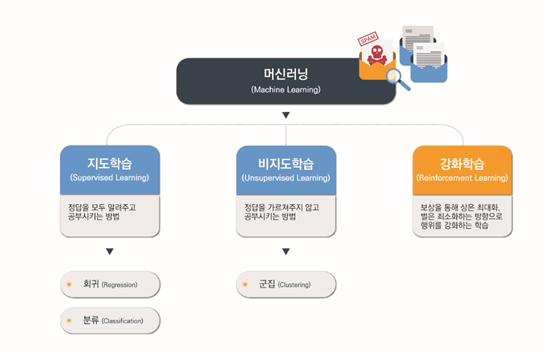 SPAM
머신러닝
(Machine Learning)
지도학습
(Supervised Learning)
정답을 모두 알려주고
공부시키는 방법
회귀 (Regression)
분류 (Classification)
비지도학습
(Unsupervised Learning)
정답을 가르쳐주지 않고
공부시키는 방법
군집 (Clustering)
강화학습
(Reinforcement Learning)
보상을 통해 상은 최대화,
벌은 최소화하는 방향으로
행위를 강화하는 학습